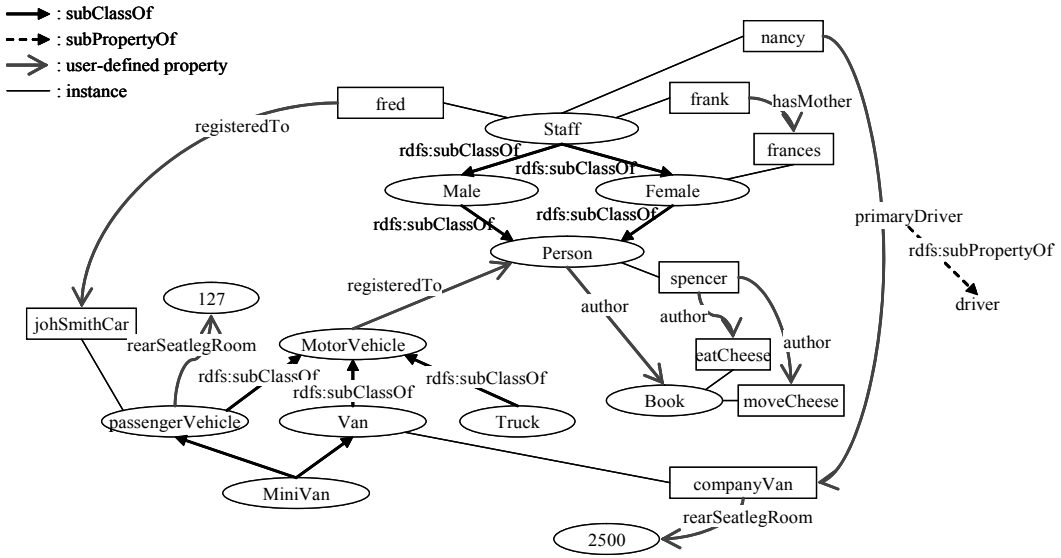 : subClassOf
: subPropertyOf
: user-defined property
: instance
nancy
fred
frank
hasMother
registeredTo
Staff
frances
rdfs:subClassOf
rdfs:subClassOf
Male
Female
rdfs:subClassOf
rdfs:subClassOf
primaryDriver
rdfs:subPropertyOf
driver
Person
registeredTo
spencer
author
author
127
johSmithCar
rearSeatlegRoom
MotorVehicle
eatCheese
author
rdfs:subClassOf
rdfs:subClassOf
rdfs:subClassOf
Book
moveCheese
passengerVehicle
Van
Truck
MiniVan
companyVan
rearSeatlegRoom
2500